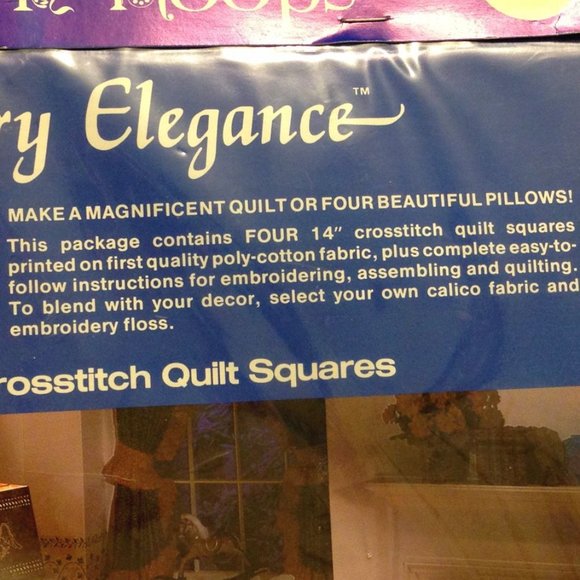 n Hoops
ry Elegance™
MAKE A MAGNIFICENT QUILT OR FOUR BEAUTIFUL PILLOWS!
This package contains FOUR 14" crosstitch quilt squares
printed on first quality poly-cotton fabric, plus complete easy-to-
follow instructions for embroidering, assembling and quilting.
To blend with your decor, select your own calico fabric and
embroidery floss.
rosstitch Quilt Squares